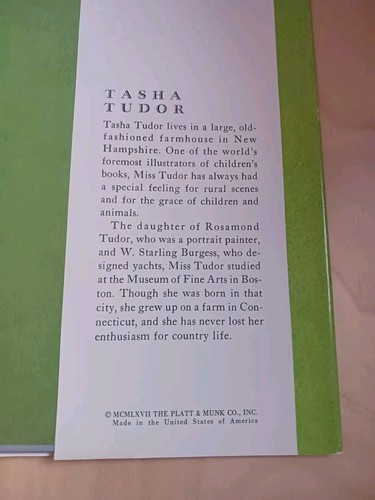 TASHA
TUDOR
Tasha Tudor lives in a large, old-
fashioned farmhouse in New
Hampshire. One of the world's
foremost illustrators of children's
books, Miss Tudor has always had
a special feeling for rural scenes
and for the grace of children and
animals.
The daughter of Rosamond
Tudor, who was a portrait painter,
and W. Starling Burgess, who de-
signed yachts, Miss Tudor studied
at the Museum of Fine Arts in Bos-
ton. Though she was born in that
city, she grew up on a farm in Con-
necticut, and she has never lost her
enthusiasm for country life.
© MCMLXVII THE PLATT & MUNK CO., INC.
Made in the United States of America